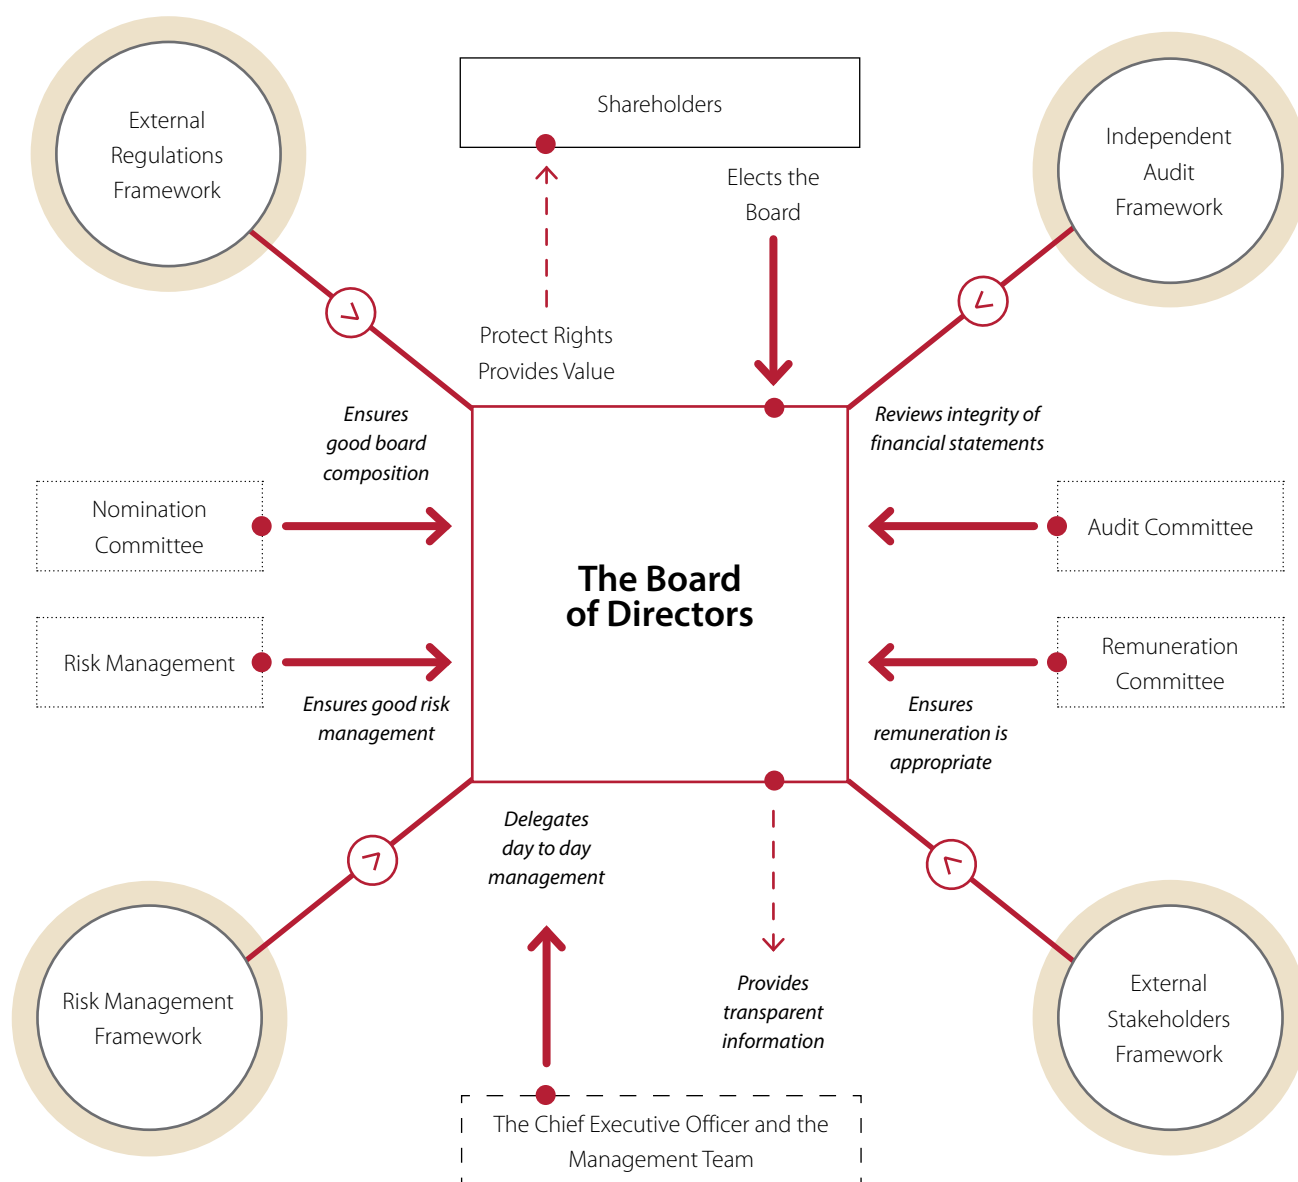 External
Regulations
Framework
Shareholders
Independent
Audit
Framework
Elects the
Board
Protect Rights
Provides Value
Ensures
good board
composition
Reviews integrity of
financial statements
Nomination
Committee
Audit Committee
The Board
of Directors
Risk Management
Remuneration
Committee
Ensures good risk
management
Ensures
remuneration is
appropriate
Delegates
day to day
management
Provides
transparent
information
Risk Management
Framework
External
Stakeholders
Framework
The Chief Executive Officer and the
Management Team